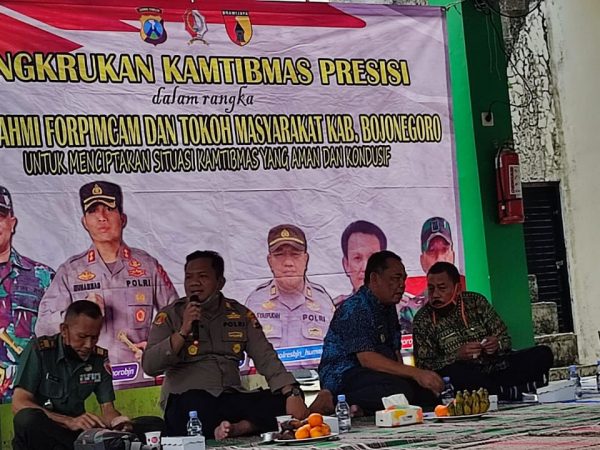 NGKRUKAN KAMTIBMAS PRESISI
dalam rangka
AHMI FORPIMCAM DAN TOKOH MASYARAKAT KAB. BOJONEGORO
UNTUK MENCIPTAKAN SITUASI KAMTIBMAS YANG AMAN DAN KONDUSIF
POLRI
POLRI